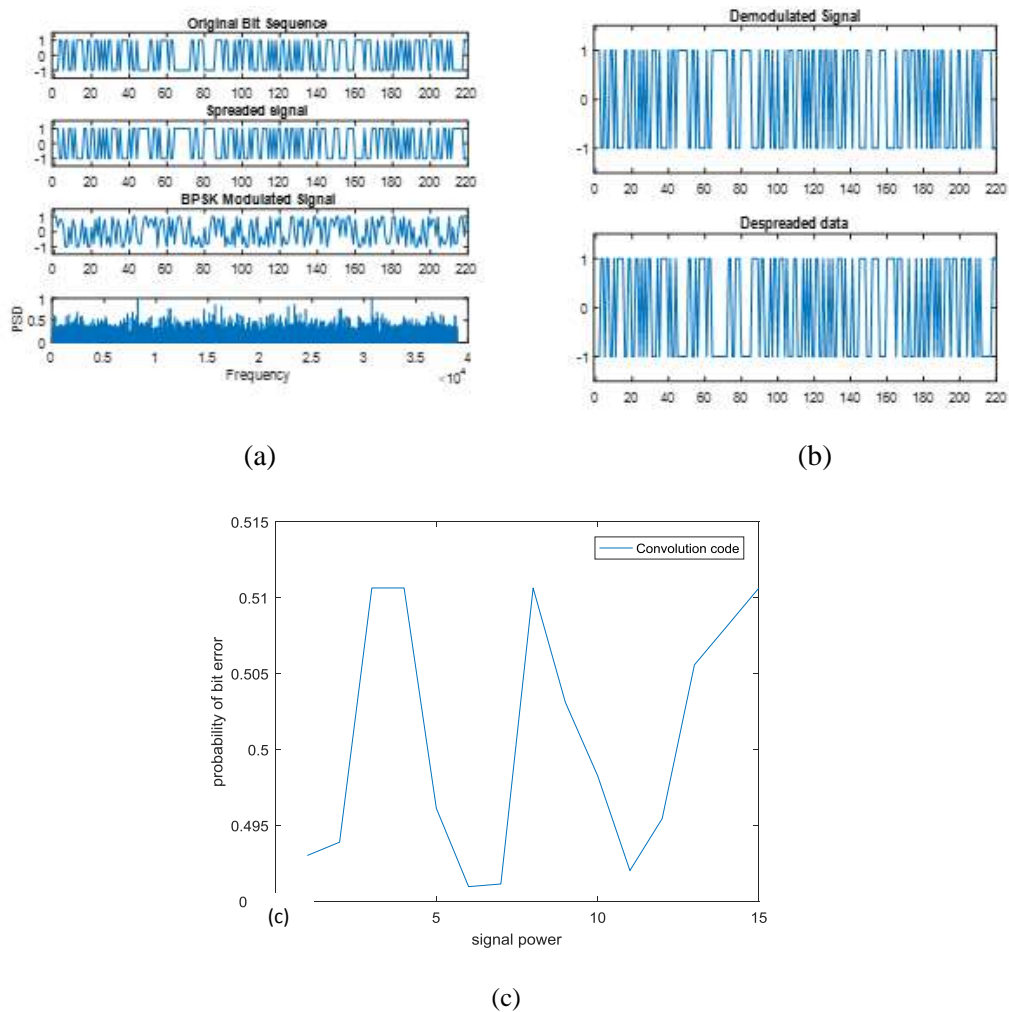 Original Bit Sequence
1
0
-1
0 20 40 60 80 100 120 140 160 180 200 220
Spreaded signal
1
0
-1
0 20 40 60 80 100 120 140 160 180 200 220
BPSK Modulated Signal
1
0
-1
0 20 40 60 80 100 120 140 160 180 200 220
PSD
1
0.5
0
0 0.5 1 1.5 2 2.5 3 3.5 4
Frequency
×10^4
(a)
Demodulated Signal
1
0
-1
0 20 40 60 80 100 120 140 160 180 200 220
Despreaded data
1
0
-1
0 20 40 60 80 100 120 140 160 180 200 220
(b)
probability of bit error
0.515
0.51
0.505
0.5
0.495
0
Convolution code
(c) 5 10 15
signal power
(c)